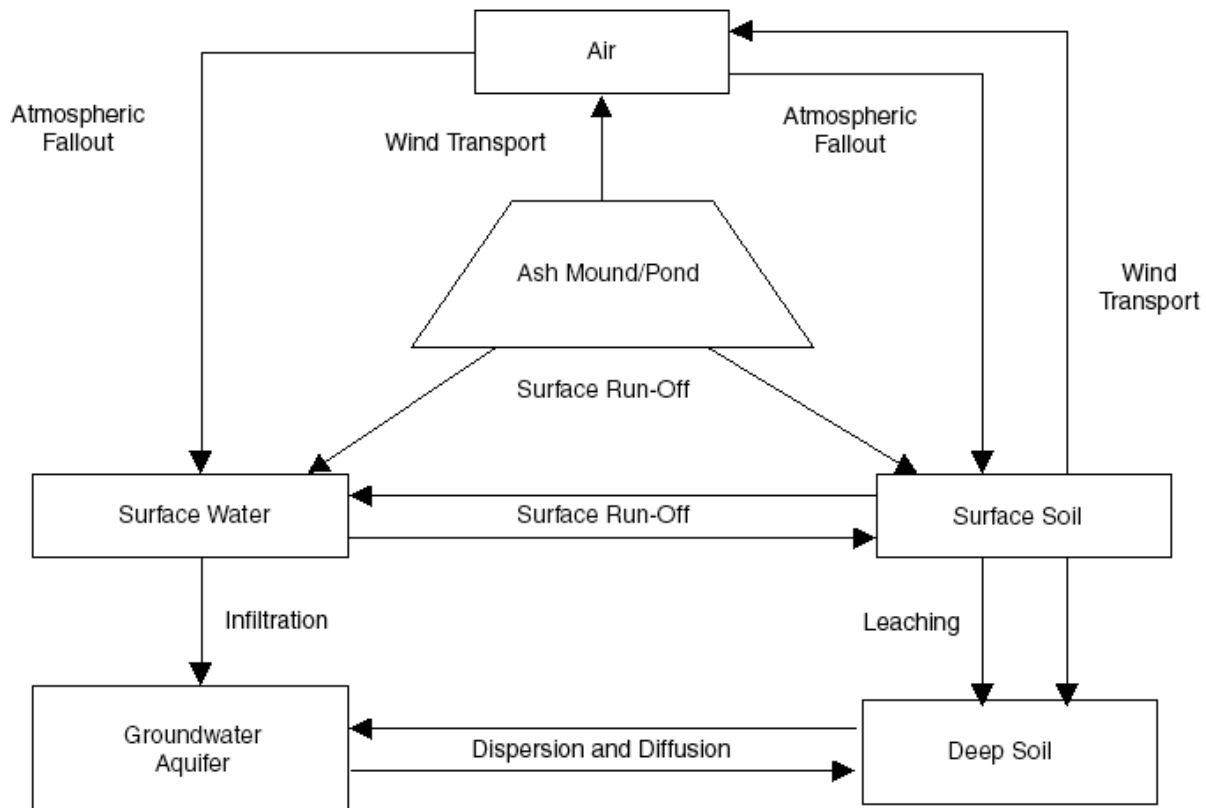 Air
Atmospheric
Fallout
Wind Transport
Atmospheric
Fallout
Ash Mound/Pond
Wind
Transport
Surface Run-Off
Surface Water
Surface Run-Off
Surface Soil
Infiltration
Leaching
Groundwater
Aquifer
Dispersion and Diffusion
Deep Soil